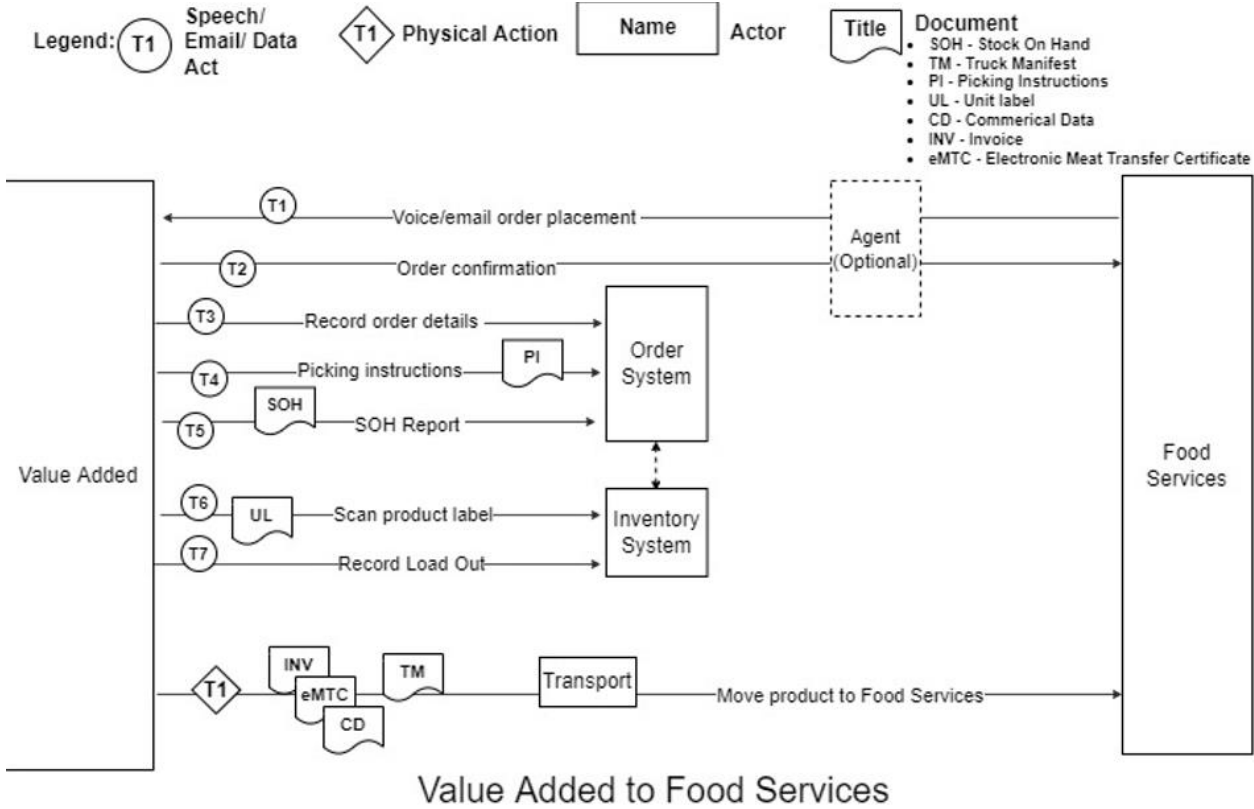 Legend:
T1
Speech/
Email/ Data
Act
T1
Physical Action
Name
Actor
Title
Document
• SOH - Stock On Hand
• TM - Truck Manifest
• PI - Picking Instructions
• UL - Unit label
• CD - Commerical Data
• INV - Invoice
• eMTC - Electronic Meat Transfer Certificate
T1
Voice/email order placement
Agent
(Optional)
T2
Order confirmation
T3
Record order details
T4
Picking instructions
PI
Order
System
SOH
T5
SOH Report
Value Added
Food
Services
T6
UL
Scan product label
Inventory
System
T7
Record Load Out
T1
INV
eMTC
CD
TM
Transport
Move product to Food Services
Value Added to Food Services